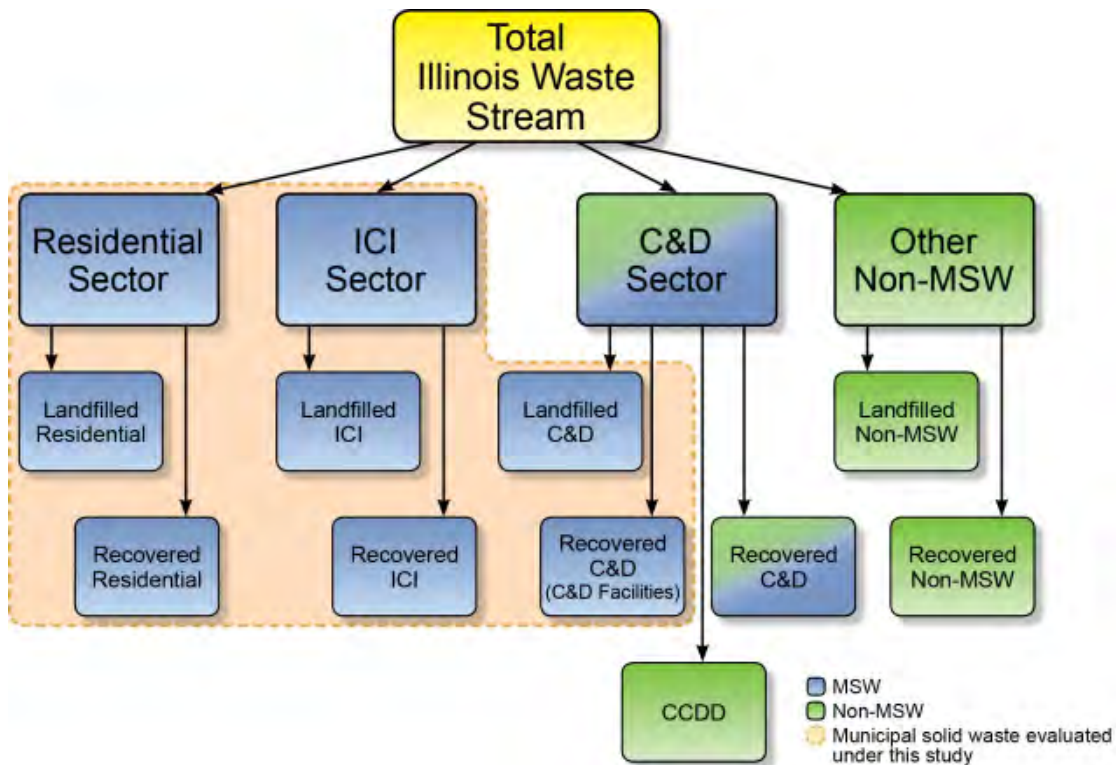 Total
Illinois Waste
Stream
Residential
Sector
ICI
Sector
C&D
Sector
Other
Non-MSW
Landfilled
Residential
Landfilled
ICI
Landfilled
C&D
Landfilled
Non-MSW
Recovered
Residential
Recovered
ICI
Recovered
C&D
(C&D Facilities)
Recovered
C&D
Recovered
Non-MSW
CCDD
MSW
Non-MSW
Municipal solid waste evaluated
under this study